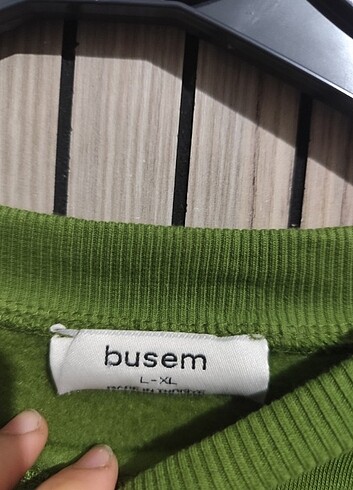 busem
L - XL